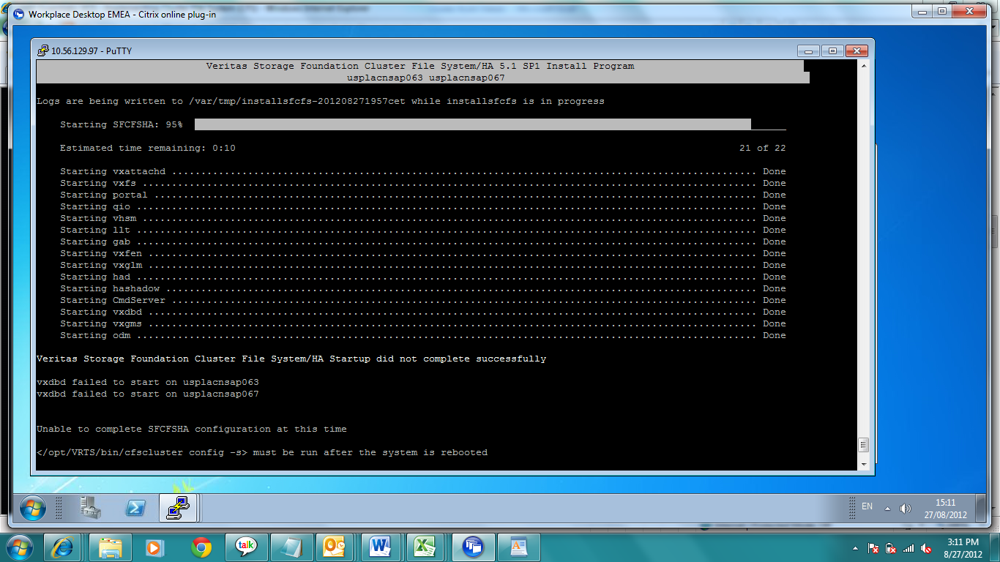 Workplace Desktop EMEA - Citrix online plug-in
10.56.129.97 - PuTTY
Veritas Storage Foundation Cluster File System/HA 5.1 SP1 Install Program
usplacnsap063 usplacnsap067
Logs are being written to /var/tmp/installsfcfs-201208271957cet while installsfcfs is in progress
Starting SFCFSHA: 95%
Estimated time remaining: 0:10 21 of 22
Starting vxattachd .................................................................................................... Done
Starting vxfs ......................................................................................................... Done
Starting portal ....................................................................................................... Done
Starting qio .......................................................................................................... Done
Starting vhsm ......................................................................................................... Done
Starting llt .......................................................................................................... Done
Starting gab .......................................................................................................... Done
Starting vxfen ........................................................................................................ Done
Starting vxglm ........................................................................................................ Done
Starting had .......................................................................................................... Done
Starting hashadow ..................................................................................................... Done
Starting CmdServer .................................................................................................... Done
Starting vxdbd ........................................................................................................ Done
Starting vxgms ........................................................................................................ Done
Starting odm .......................................................................................................... Done
Veritas Storage Foundation Cluster File System/HA Startup did not complete successfully
vxdbd failed to start on usplacnsap063
vxdbd failed to start on usplacnsap067
Unable to complete SFCFSHA configuration at this time
</opt/VRTS/bin/cfscluster config -s> must be run after the system is rebooted
EN
15:11
27/08/2012
talk
3:11 PM
8/27/2012